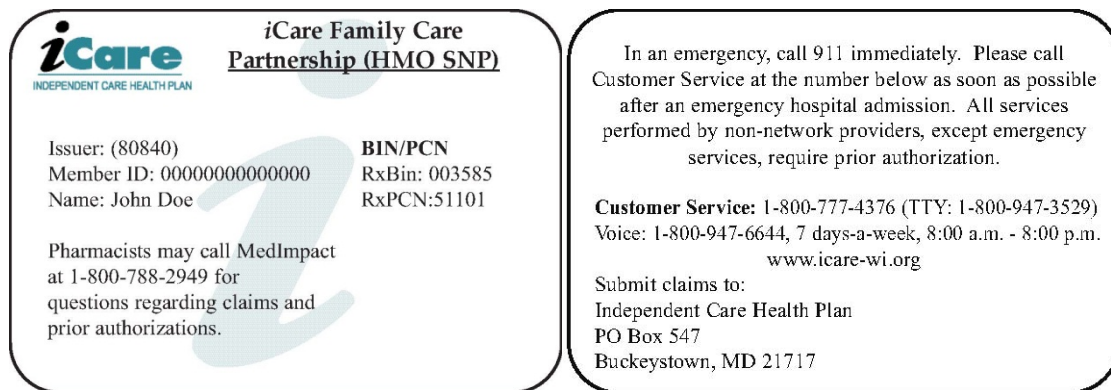 iCare
INDEPENDENT CARE HEALTH PLAN
iCare Family Care
Partnership (HMO SNP)
Issuer: (80840)
Member ID: 00000000000000
Name: John Doe
BIN/PCN
RxBin: 003585
RxPCN:51101
Pharmacists may call MedImpact
at 1-800-788-2949 for
questions regarding claims and
prior authorizations.
In an emergency, call 911 immediately. Please call
Customer Service at the number below as soon as possible
after an emergency hospital admission. All services
performed by non-network providers, except emergency
services, require prior authorization.
Customer Service: 1-800-777-4376 (TTY: 1-800-947-3529)
Voice: 1-800-947-6644, 7 days-a-week, 8:00 a.m. - 8:00 p.m.
www.icare-wi.org
Submit claims to:
Independent Care Health Plan
PO Box 547
Buckeystown, MD 21717